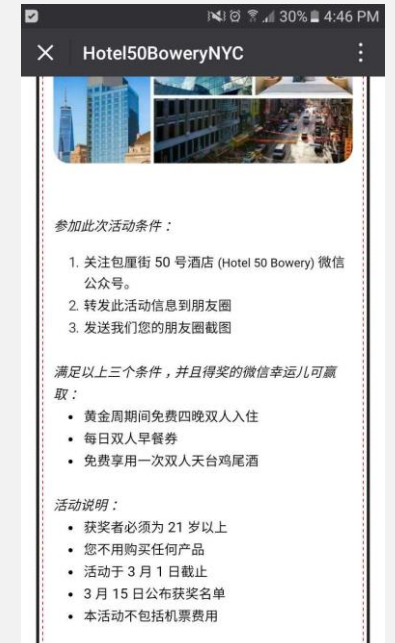 30% 4:46 PM
Hotel50BoweryNYC
参加此次活动条件：
1. 关注包厘街 50 号酒店 (Hotel 50 Bowery) 微信
公众号。
2. 转发此活动信息到朋友圈
3. 发送我们您的朋友圈截图
满足以上三个条件，并且得奖的微信幸运儿可赢
取：
• 黄金周期间免费四晚双人入住
• 每日双人早餐券
• 免费享用一次双人天台鸡尾酒
活动说明：
• 获奖者必须为 21 岁以上
• 您不用购买任何产品
• 活动于 3 月 1 日截止
• 3 月 15 日公布获奖名单
• 本活动不包括机票费用